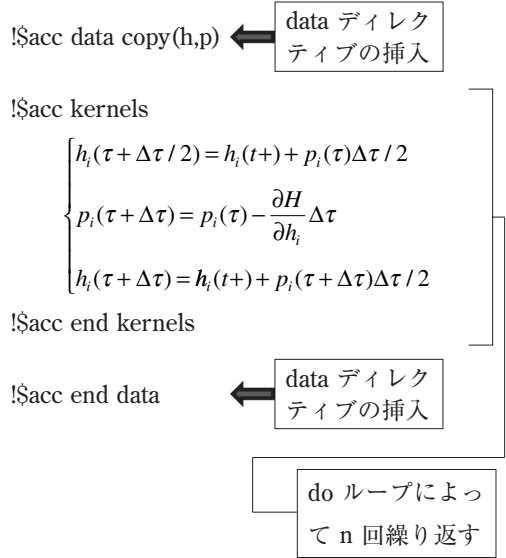 !$acc data copy(h,p)
data ディレク
ティブの挿入
!$acc kernels
h_i(τ + Δτ / 2) = h_i(t+) + p_i(τ)Δτ / 2
p_i(τ + Δτ) = p_i(τ) − ∂H/∂h_i Δτ
h_i(τ + Δτ) = h_i(t+) + p_i(τ + Δτ)Δτ / 2
!$acc end kernels
!$acc end data
data ディレク
ティブの挿入
do ループによっ
て n 回繰り返す